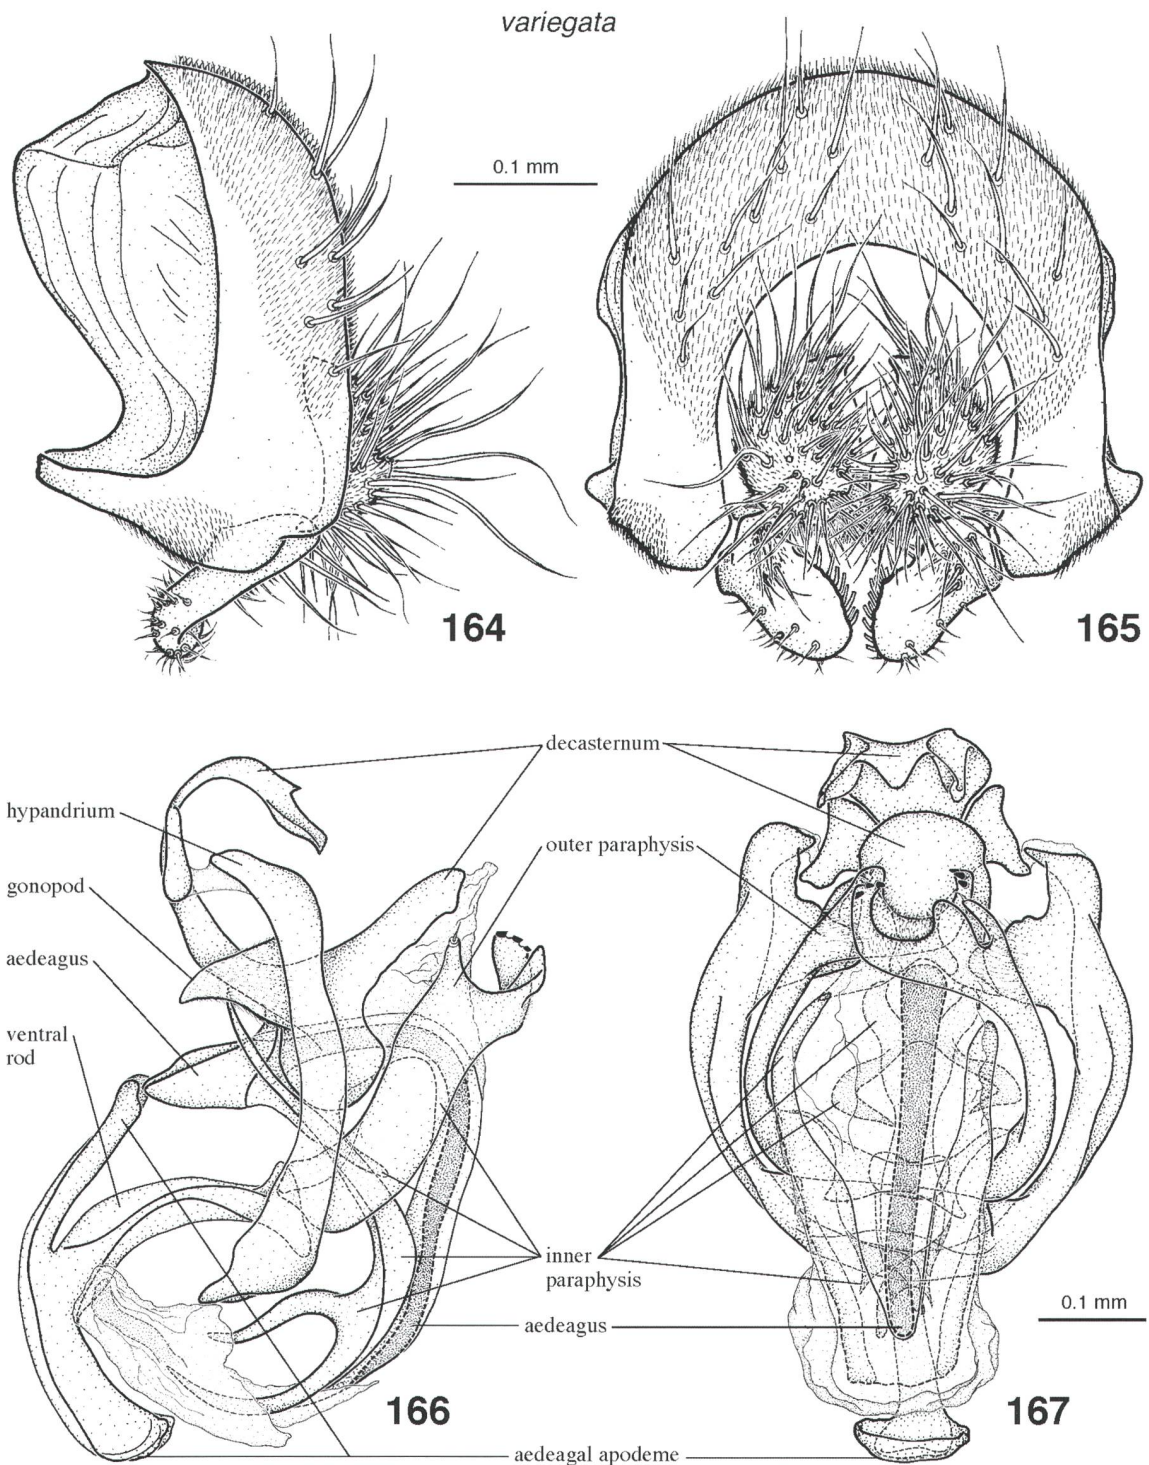 variegata
0.1 mm
164
165
decasternum
hypandrium
outer paraphysis
gonopod
aedeagus
ventral
rod
inner
paraphysis
0.1 mm
aedeagus
166
167
aedeagal apodeme